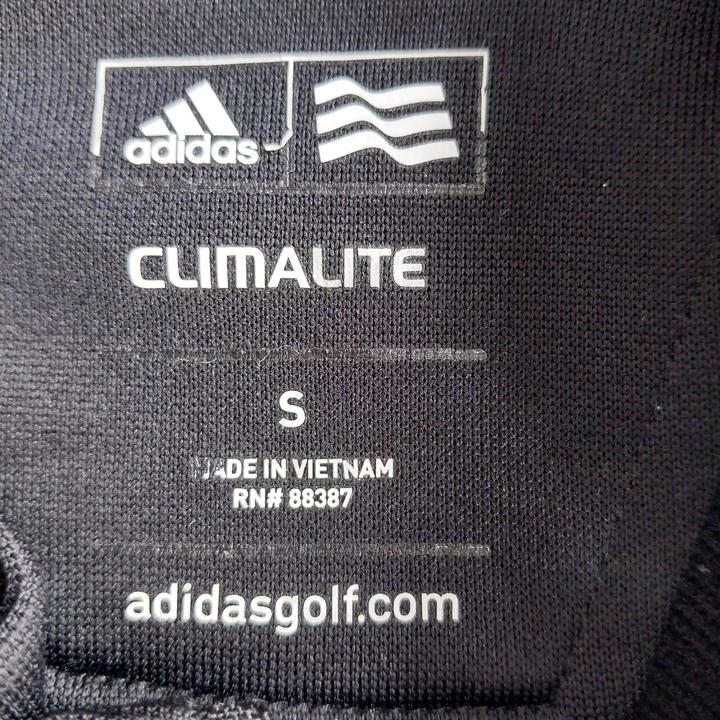 adidas
CLIMALITE
S
MADE IN VIETNAM
RN# 88387
adidasgolf.com